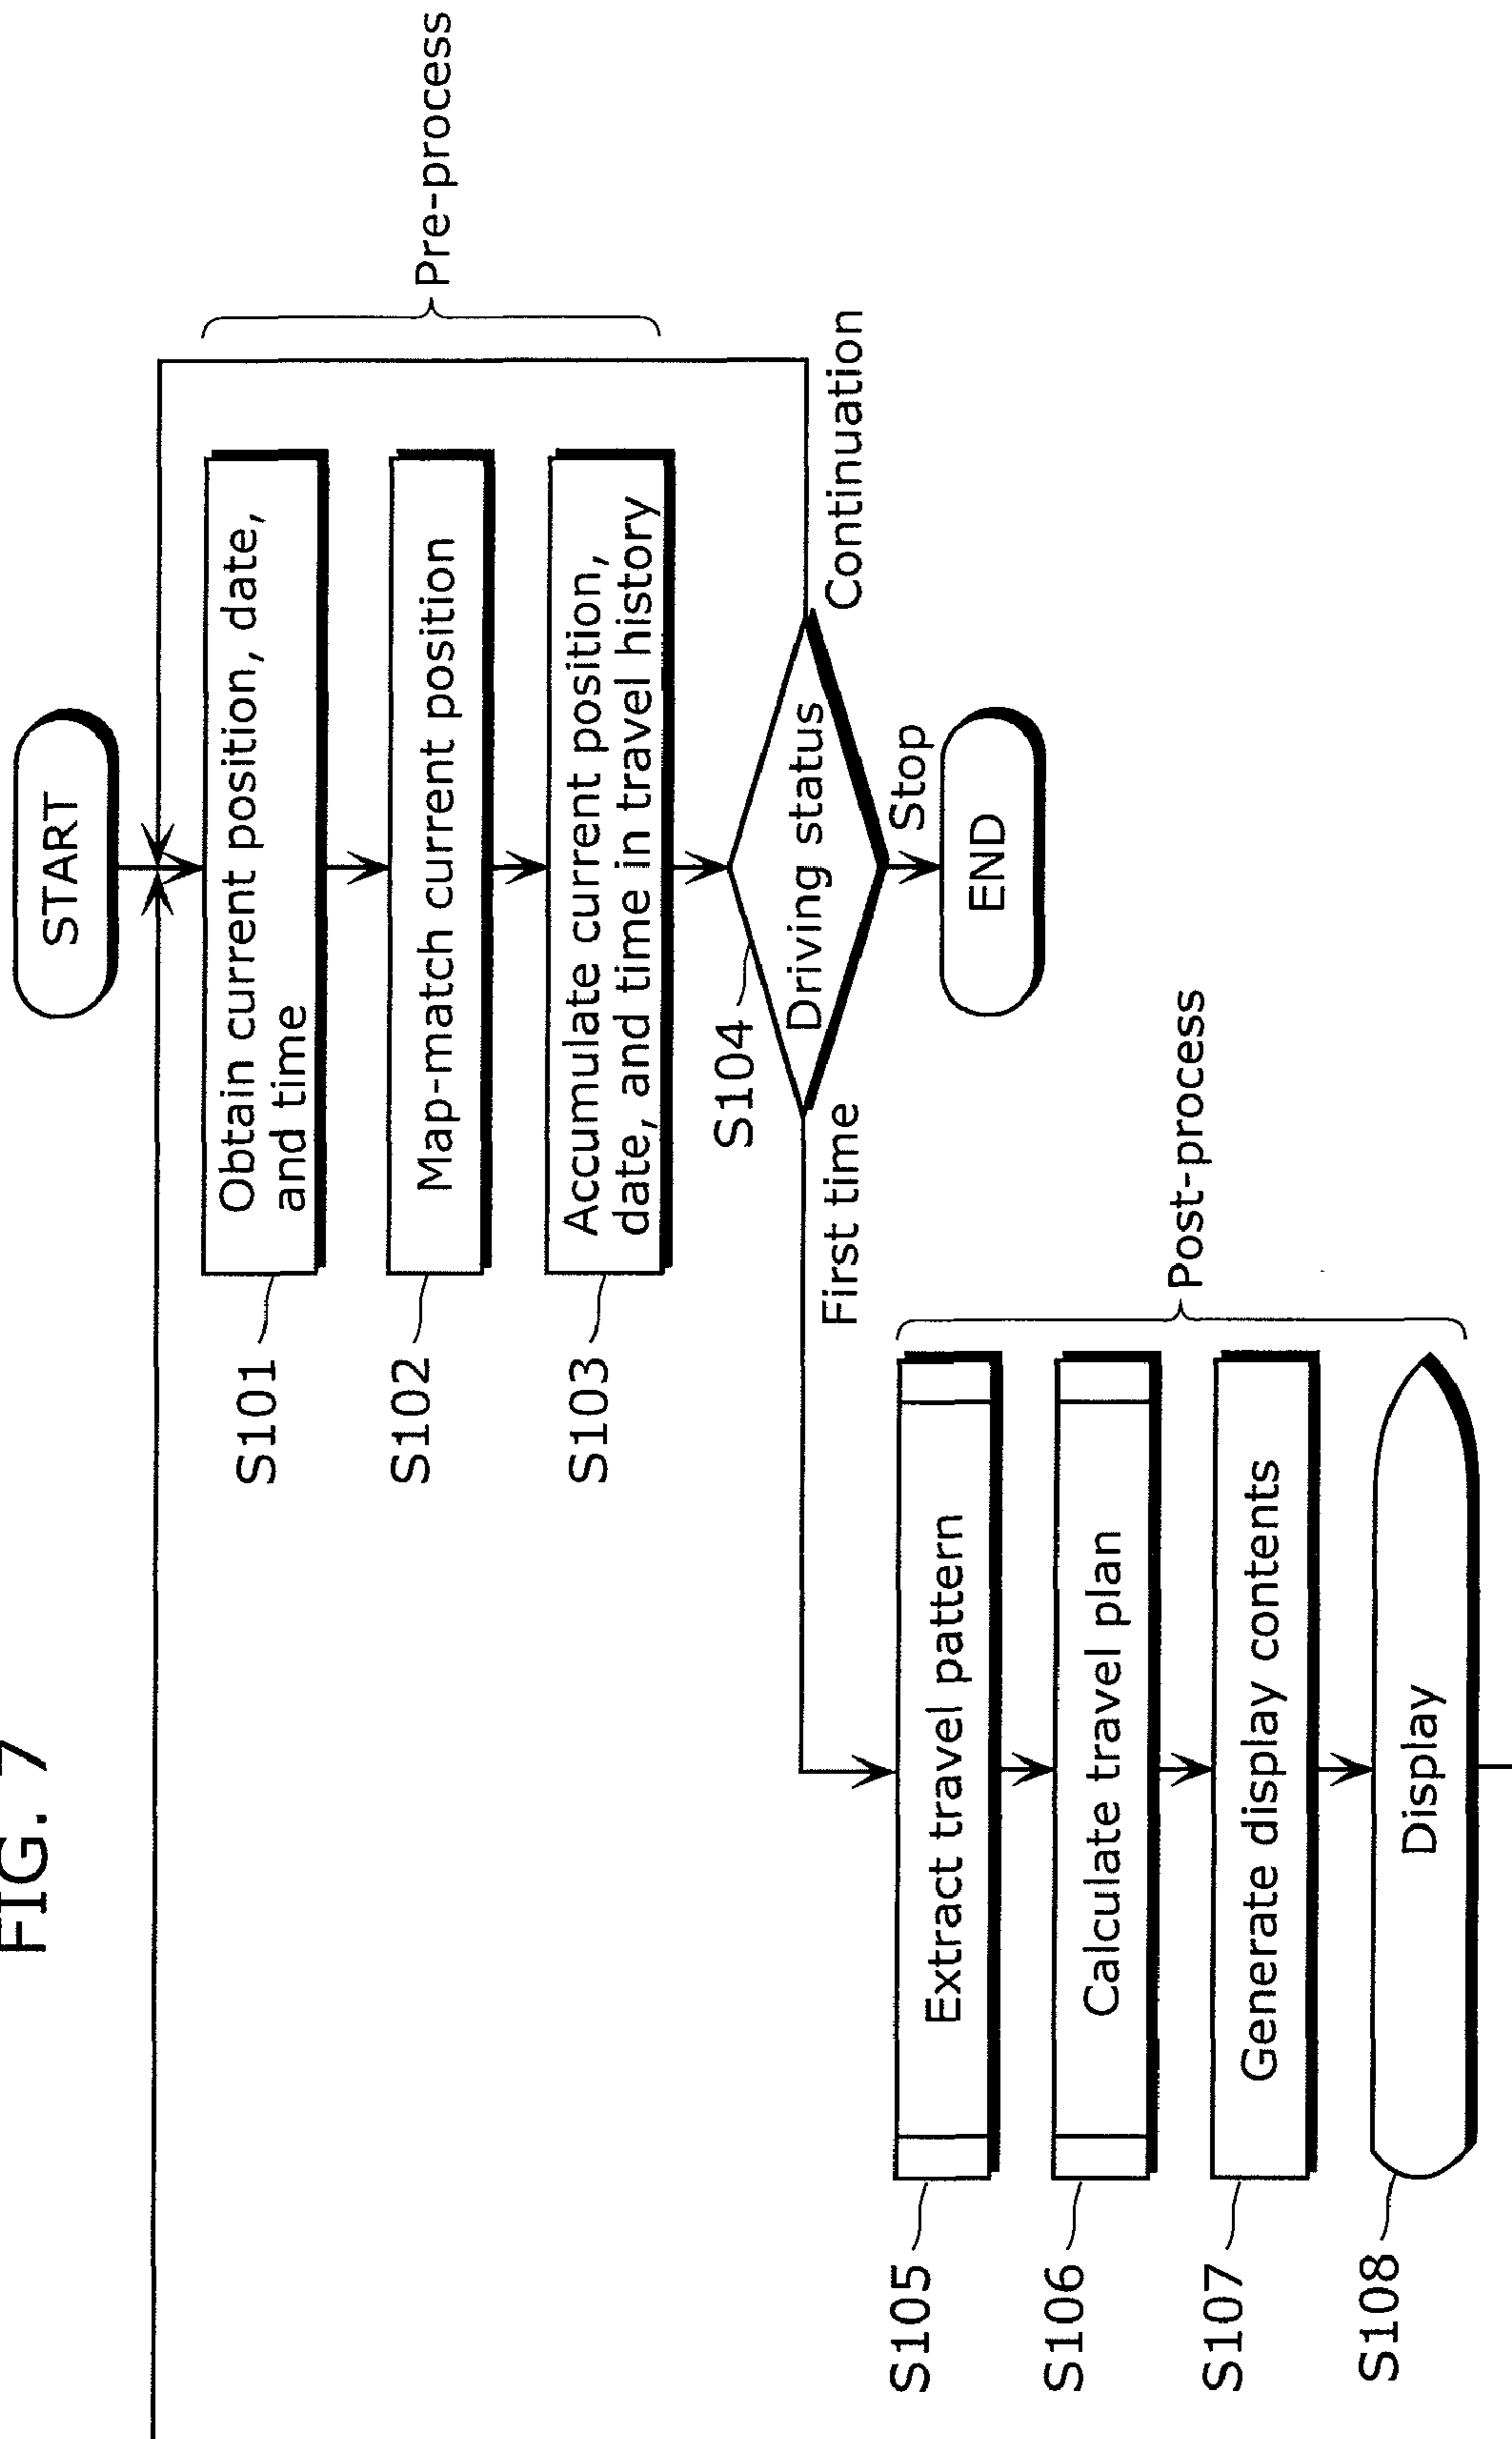 FIG. 7
START
Obtain current position, date,
and time
S101
Map-match current position
S102
Accumulate current position,
date, and time in travel history
S103
Pre-process
Driving status
S104
First time
Continuation
Stop
END
Extract travel pattern
S105
Calculate travel plan
S106
Generate display contents
S107
Display
S108
Post-process